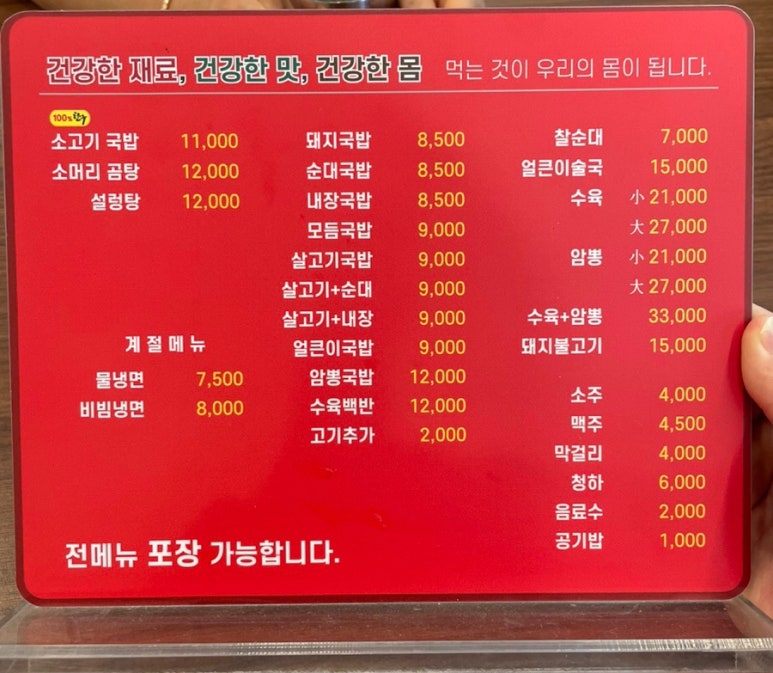 건강한 재료, 건강한 맛, 건강한 몸 먹는 것이 우리의 몸이 됩니다.
100% 한우
소고기 국밥 11,000
소머리 곰탕 12,000
설렁탕 12,000
계절메뉴
물냉면 7,500
비빔냉면 8,000
돼지국밥 8,500
순대국밥 8,500
내장국밥 8,500
모듬국밥 9,000
살고기국밥 9,000
살고기+순대 9,000
살고기+내장 9,000
얼큰이국밥 9,000
암뽕국밥 12,000
수육백반 12,000
고기추가 2,000
찰순대 7,000
얼큰이술국 15,000
수육 小 21,000
大 27,000
암뽕 小 21,000
大 27,000
수육+암뽕 33,000
돼지불고기 15,000
소주 4,000
맥주 4,500
막걸리 4,000
청하 6,000
음료수 2,000
공기밥 1,000
전메뉴 포장 가능합니다.